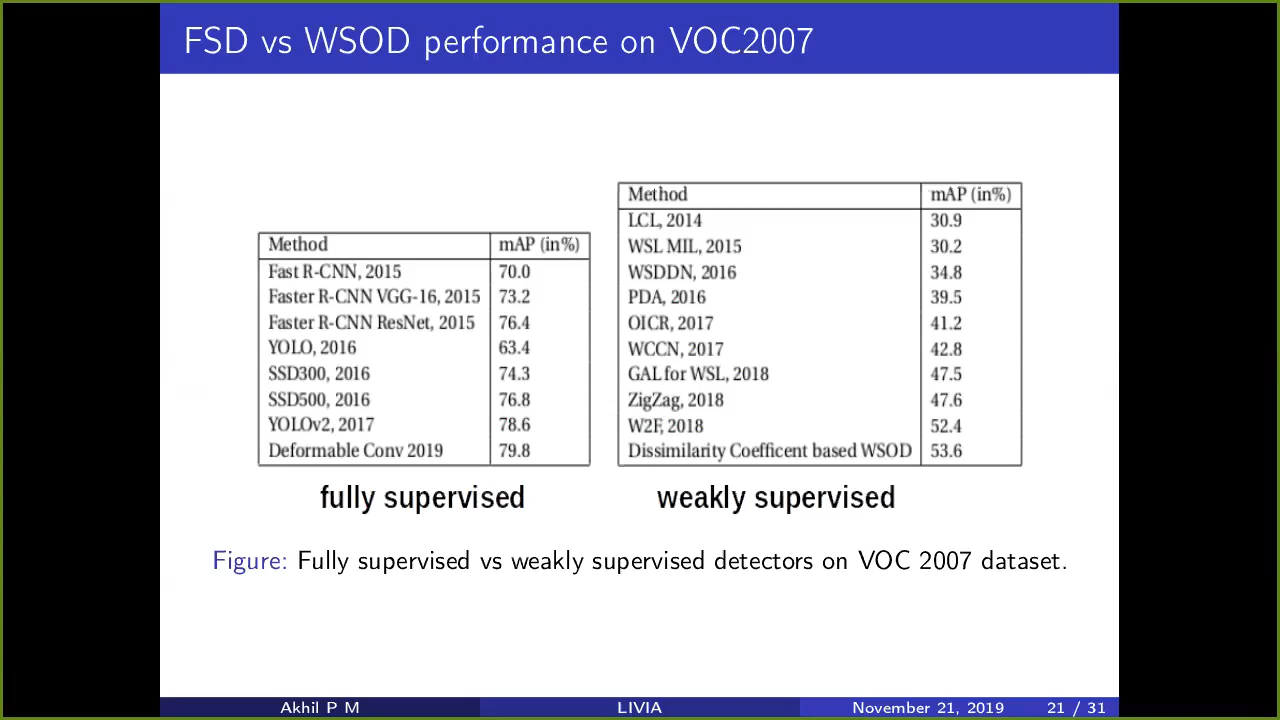 FSD vs WSOD performance on VOC2007
Method mAP (in%)
Fast R-CNN, 2015 70.0
Faster R-CNN VGG-16, 2015 73.2
Faster R-CNN ResNet, 2015 76.4
YOLO, 2016 63.4
SSD300, 2016 74.3
SSD500, 2016 76.8
YOLOv2, 2017 78.6
Deformable Conv 2019 79.8
fully supervised
Method mAP (in%)
LCL, 2014 30.9
WSL MIL, 2015 30.2
WSDDN, 2016 34.8
PDA, 2016 39.5
OICR, 2017 41.2
WCCN, 2017 42.8
GAL for WSL, 2018 47.5
ZigZag, 2018 47.6
W2F, 2018 52.4
Dissimilarity Coefficent based WSOD 53.6
weakly supervised
Figure: Fully supervised vs weakly supervised detectors on VOC 2007 dataset.
Akhil P M LIVIA November 21, 2019 21 / 31